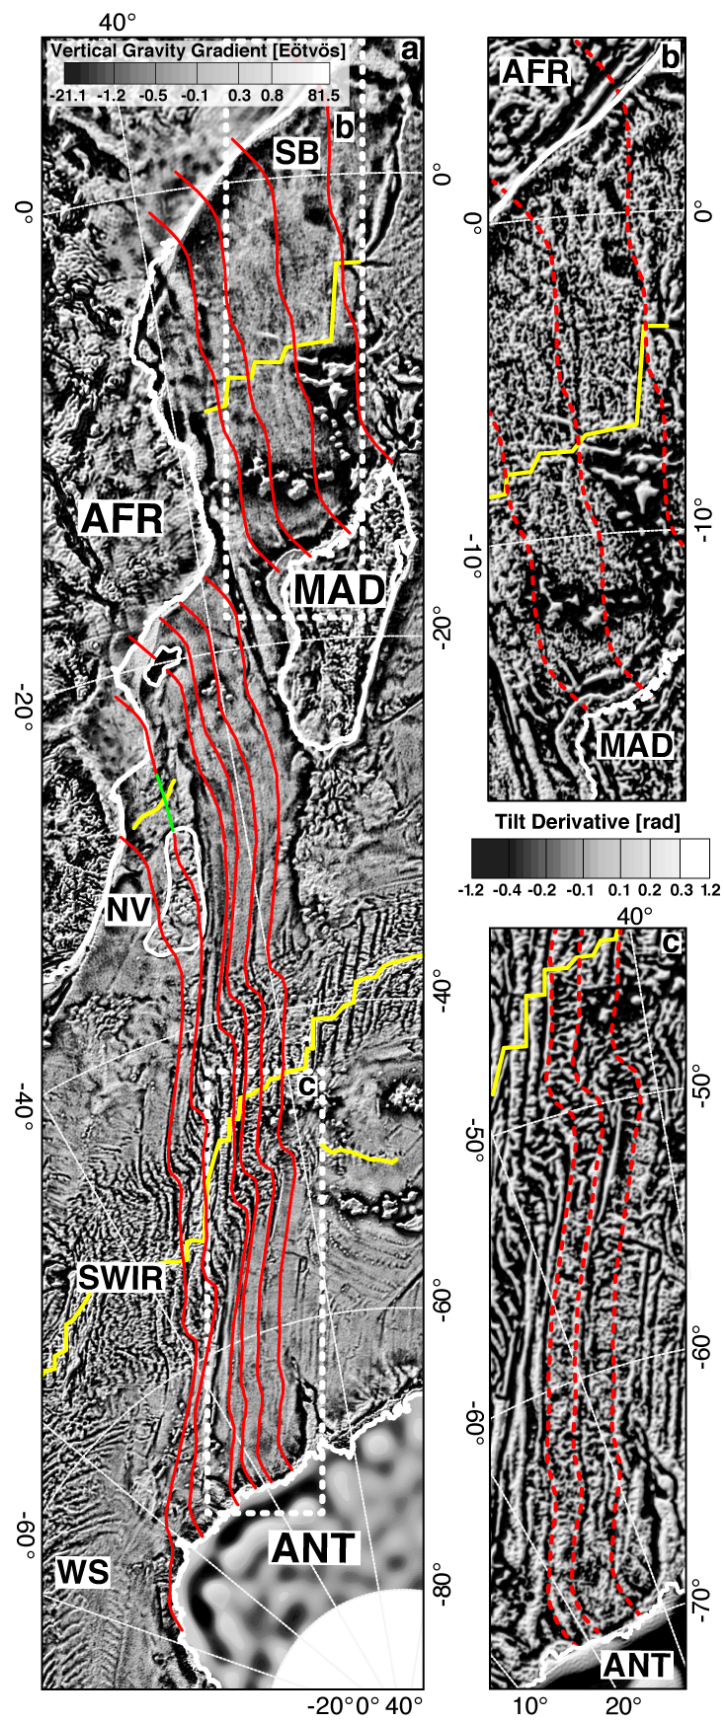 40°
Vertical Gravity Gradient [Eötvös]
-21.1 -1.2 -0.5 -0.1 0.3 0.8 81.5
a
b
SB
0°
0°
AFR
MAD
-20°
-20°
NV
-40°
-40°
c
SWIR
-60°
-60°
WS
ANT
-80°
-20° 0° 40°
b
AFR
0°
0°
-10°
-10°
MAD
Tilt Derivative [rad]
-1.2 -0.4 -0.2 -0.1 0.1 0.2 0.3 1.2
40°
c
-50°
-50°
-60°
-60°
-70°
ANT
10° 20°